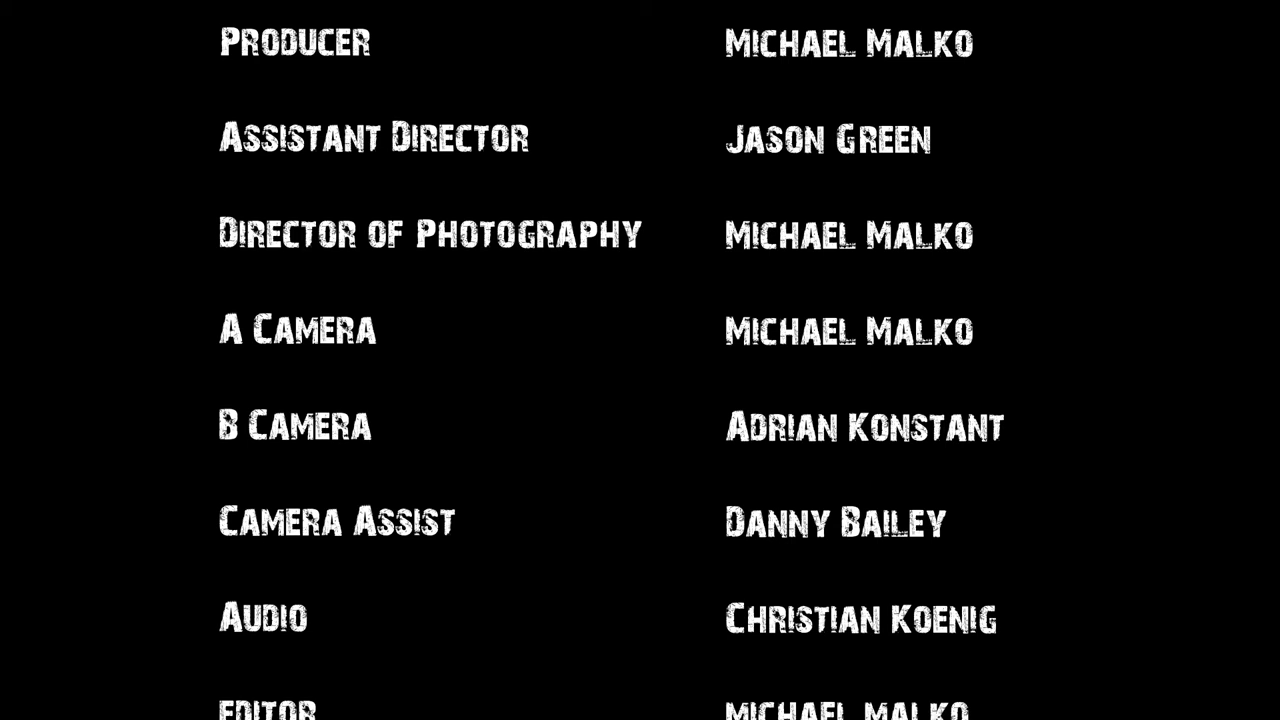 Producer Michael Malko
Assistant Director Jason Green
Director of Photography Michael Malko
A Camera Michael Malko
B Camera Adrian Konstant
Camera Assist Danny Bailey
Audio Christian Koenig
Editor Michael Malko